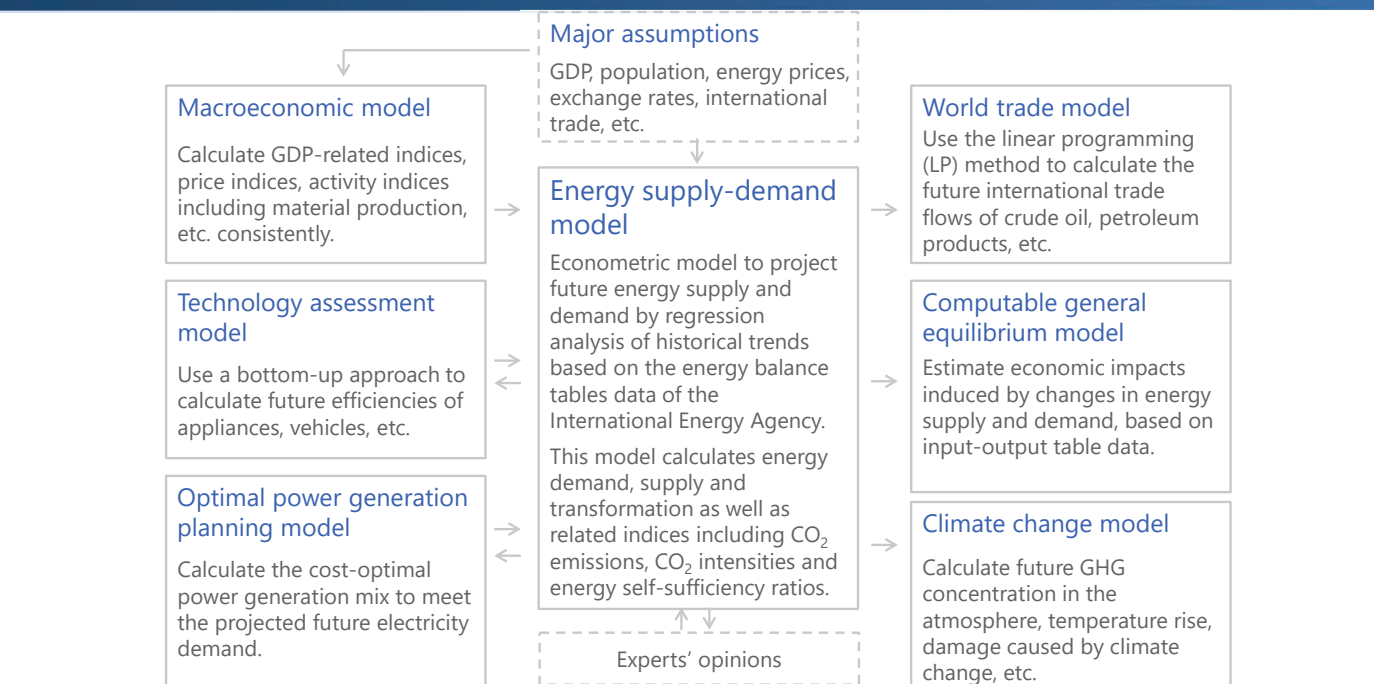 Major assumptions
GDP, population, energy prices,
exchange rates, international
trade, etc.
Macroeconomic model
Calculate GDP-related indices,
price indices, activity indices
including material production,
etc. consistently.
Technology assessment
model
Use a bottom-up approach to
calculate future efficiencies of
appliances, vehicles, etc.
Optimal power generation
planning model
Calculate the cost-optimal
power generation mix to meet
the projected future electricity
demand.
Energy supply-demand
model
Econometric model to project
future energy supply and
demand by regression
analysis of historical trends
based on the energy balance
tables data of the
International Energy Agency.
This model calculates energy
demand, supply and
transformation as well as
related indices including CO₂
emissions, CO₂ intensities and
energy self-sufficiency ratios.
Experts’ opinions
World trade model
Use the linear programming
(LP) method to calculate the
future international trade
flows of crude oil, petroleum
products, etc.
Computable general
equilibrium model
Estimate economic impacts
induced by changes in energy
supply and demand, based on
input-output table data.
Climate change model
Calculate future GHG
concentration in the
atmosphere, temperature rise,
damage caused by climate
change, etc.